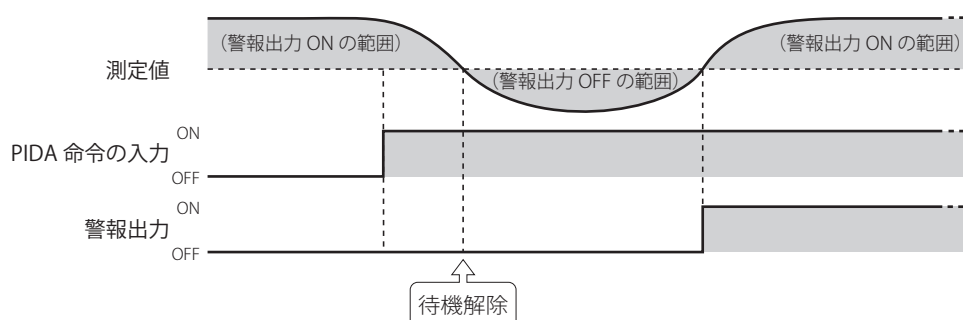 (警報出力 ON の範囲)
(警報出力 ON の範囲)
測定値
(警報出力 OFF の範囲)
ON
PIDA 命令の入力
OFF
ON
警報出力
OFF
待機解除